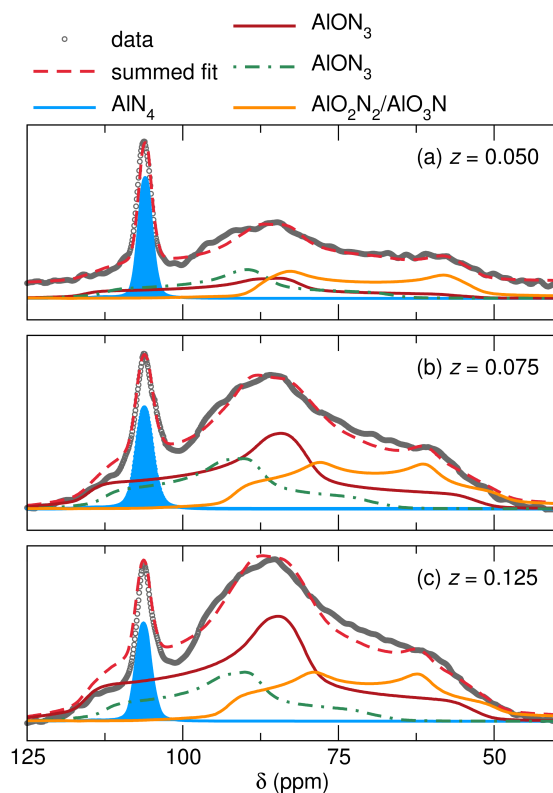 data
summed fit
AlN₄
AlON₃
AlON₃
AlO₂N₂/AlO₃N
(a) z = 0.050
(b) z = 0.075
(c) z = 0.125
125 100 75 50
δ (ppm)